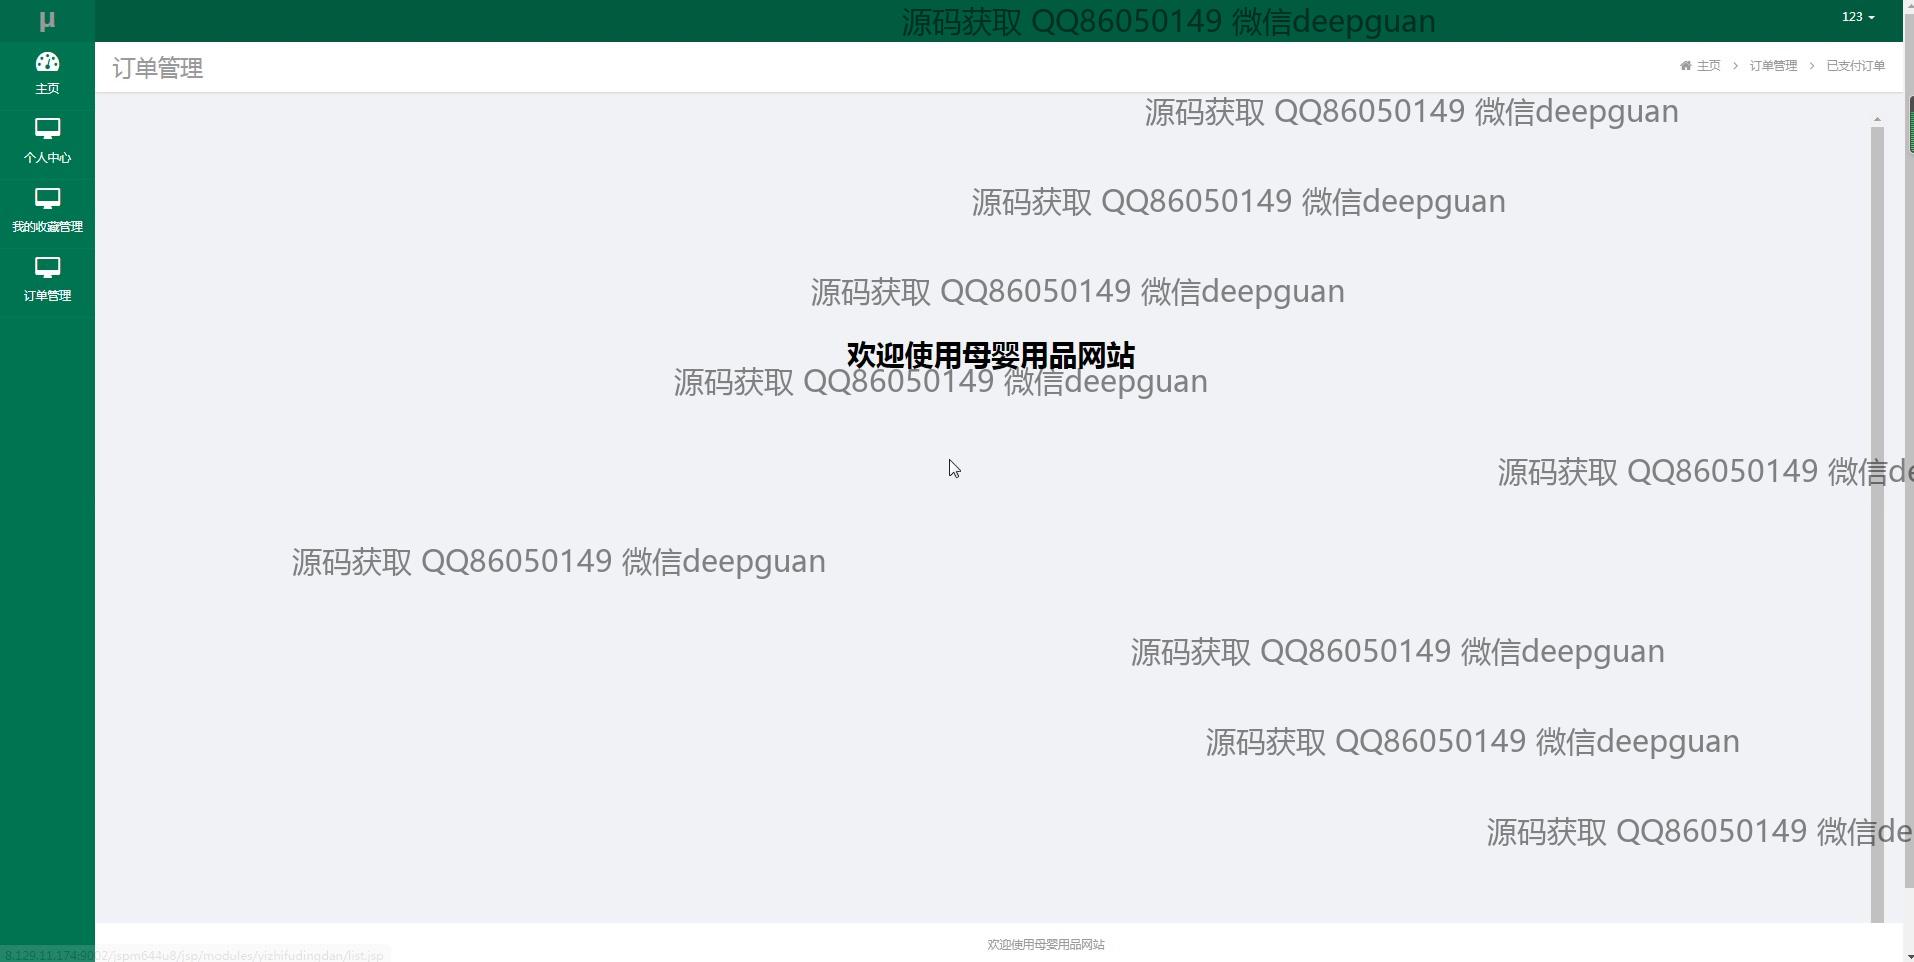 μ
源码获取 QQ86050149 微信deepguan
123
主页
订单管理
主页 > 订单管理 > 已支付订单
源码获取 QQ86050149 微信deepguan
个人中心
源码获取 QQ86050149 微信deepguan
我的收藏管理
源码获取 QQ86050149 微信deepguan
订单管理
欢迎使用母婴用品网站
源码获取 QQ86050149 微信deepguan
源码获取 QQ86050149 微信de
源码获取 QQ86050149 微信deepguan
源码获取 QQ86050149 微信deepguan
源码获取 QQ86050149 微信deepguan
源码获取 QQ86050149 微信de
欢迎使用母婴用品网站
8.129.11.174:9002/jspm644u8/jsp/modules/yizhifudingdan/list.jsp